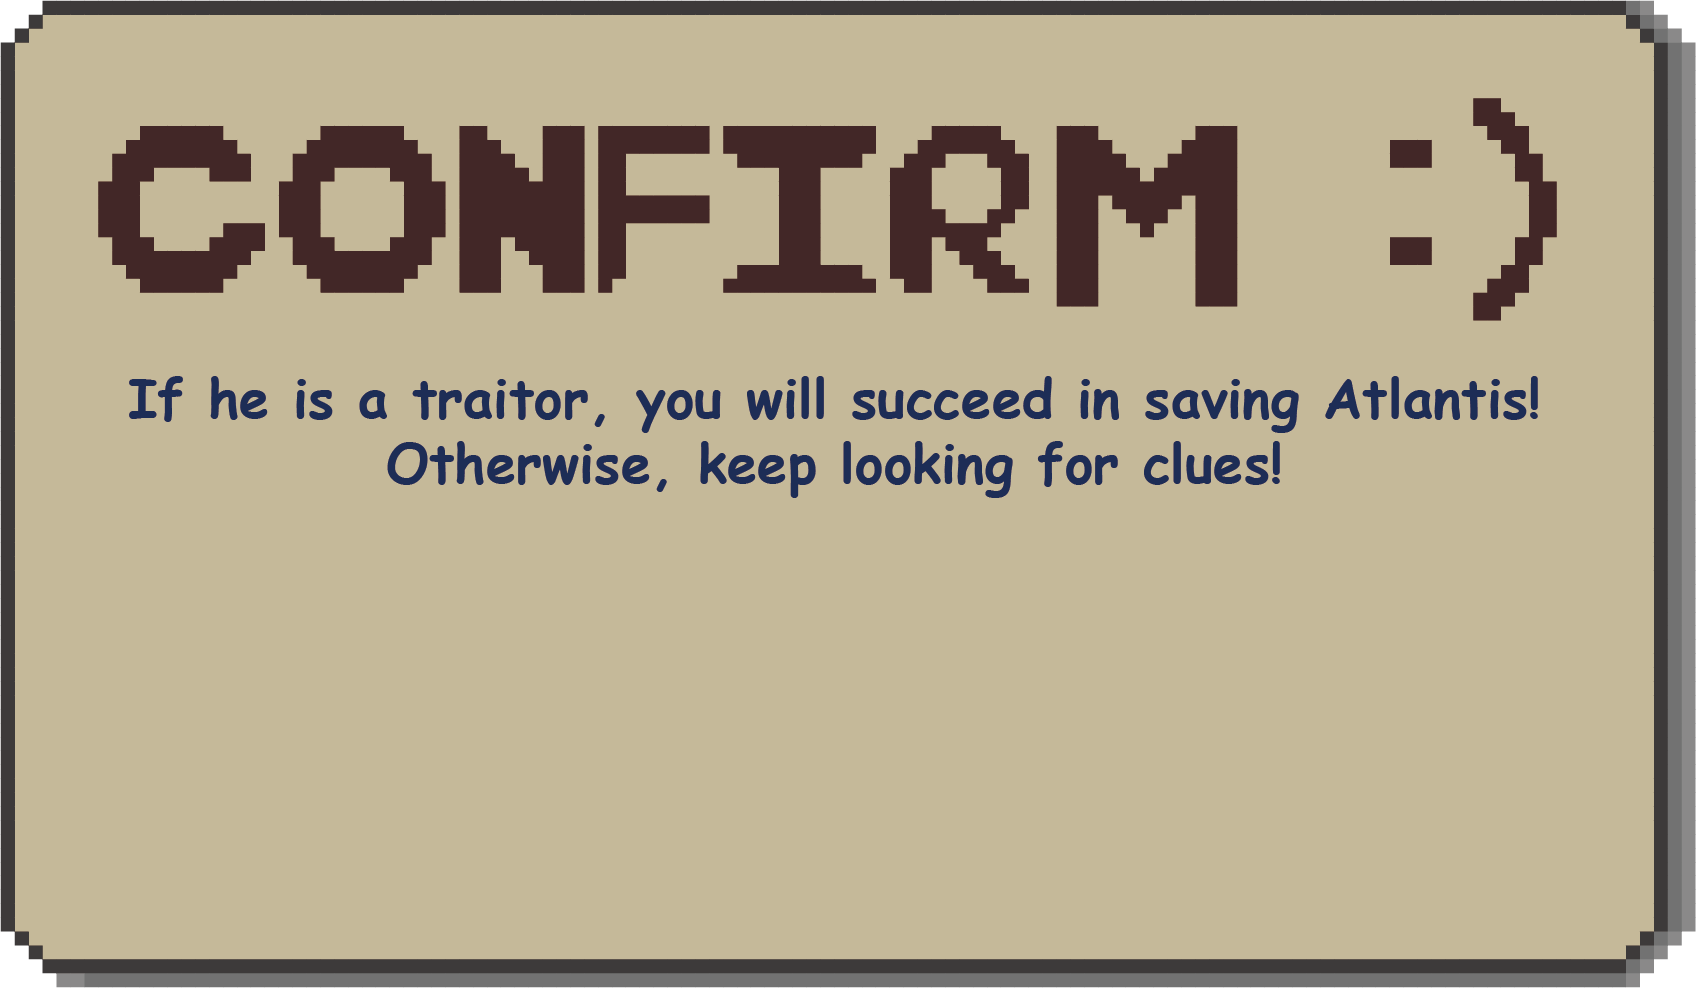 CONFIRM :)
If he is a traitor, you will succeed in saving Atlantis!
Otherwise, keep looking for clues!